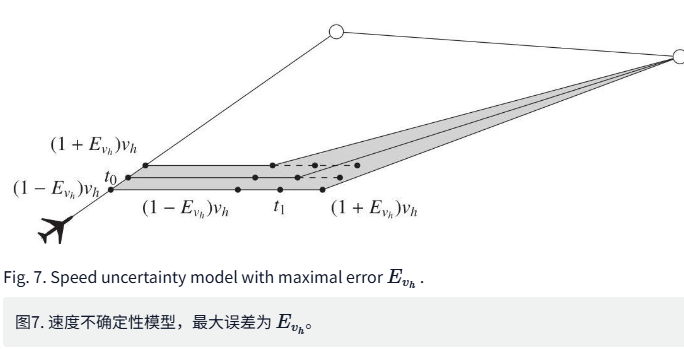 (1 + E_{v_h})v_h
t_0
(1 − E_{v_h})v_h
(1 − E_{v_h})v_h t_1 (1 + E_{v_h})v_h
Fig. 7. Speed uncertainty model with maximal error E_{v_h} .
图7. 速度不确定性模型，最大误差为 E_{v_h}。